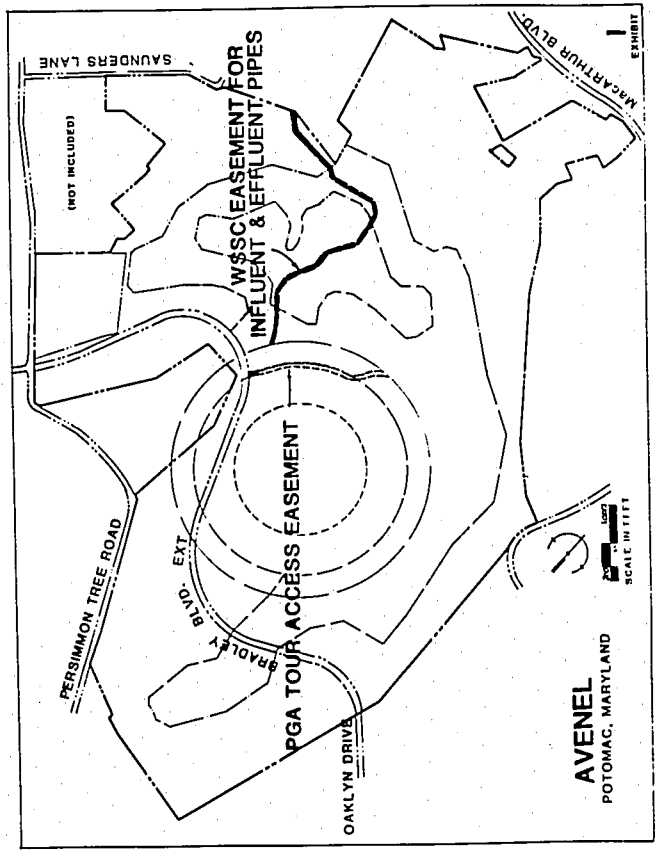 SAUNDERS LANE
(NOT INCLUDED)
WSSC EASEMENT FOR
INFLUENT & EFFLUENT PIPES
MacARTHUR BLVD.
EXHIBIT
PERSIMMON TREE ROAD
BRADLEY BLVD. EXT
PGA TOUR ACCESS EASEMENT
OAKLYN DRIVE
SCALE IN FEET
AVENEL
POTOMAC, MARYLAND